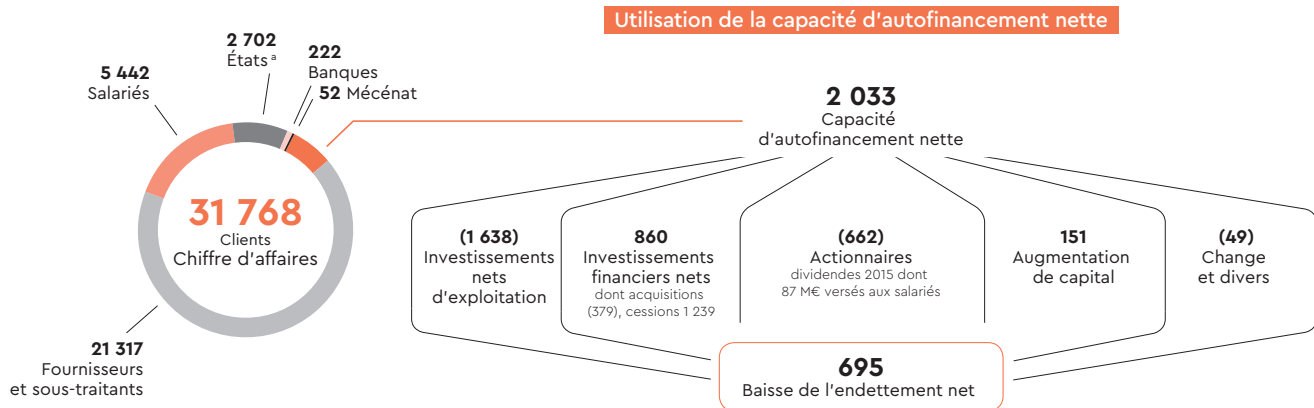 Utilisation de la capacité d'autofinancement nette
2 702
États ª
222
Banques
52 Mécénat
5 442
Salariés
31 768
Clients
Chiffre d'affaires
21 317
Fournisseurs
et sous-traitants
2 033
Capacité
d'autofinancement nette
(1 638)
Investissements
nets
d'exploitation
860
Investissements
financiers nets
dont acquisitions
(379), cessions 1 239
(662)
Actionnaires
dividendes 2015 dont
87 M€ versés aux salariés
151
Augmentation
de capital
(49)
Change
et divers
695
Baisse de l'endettement net